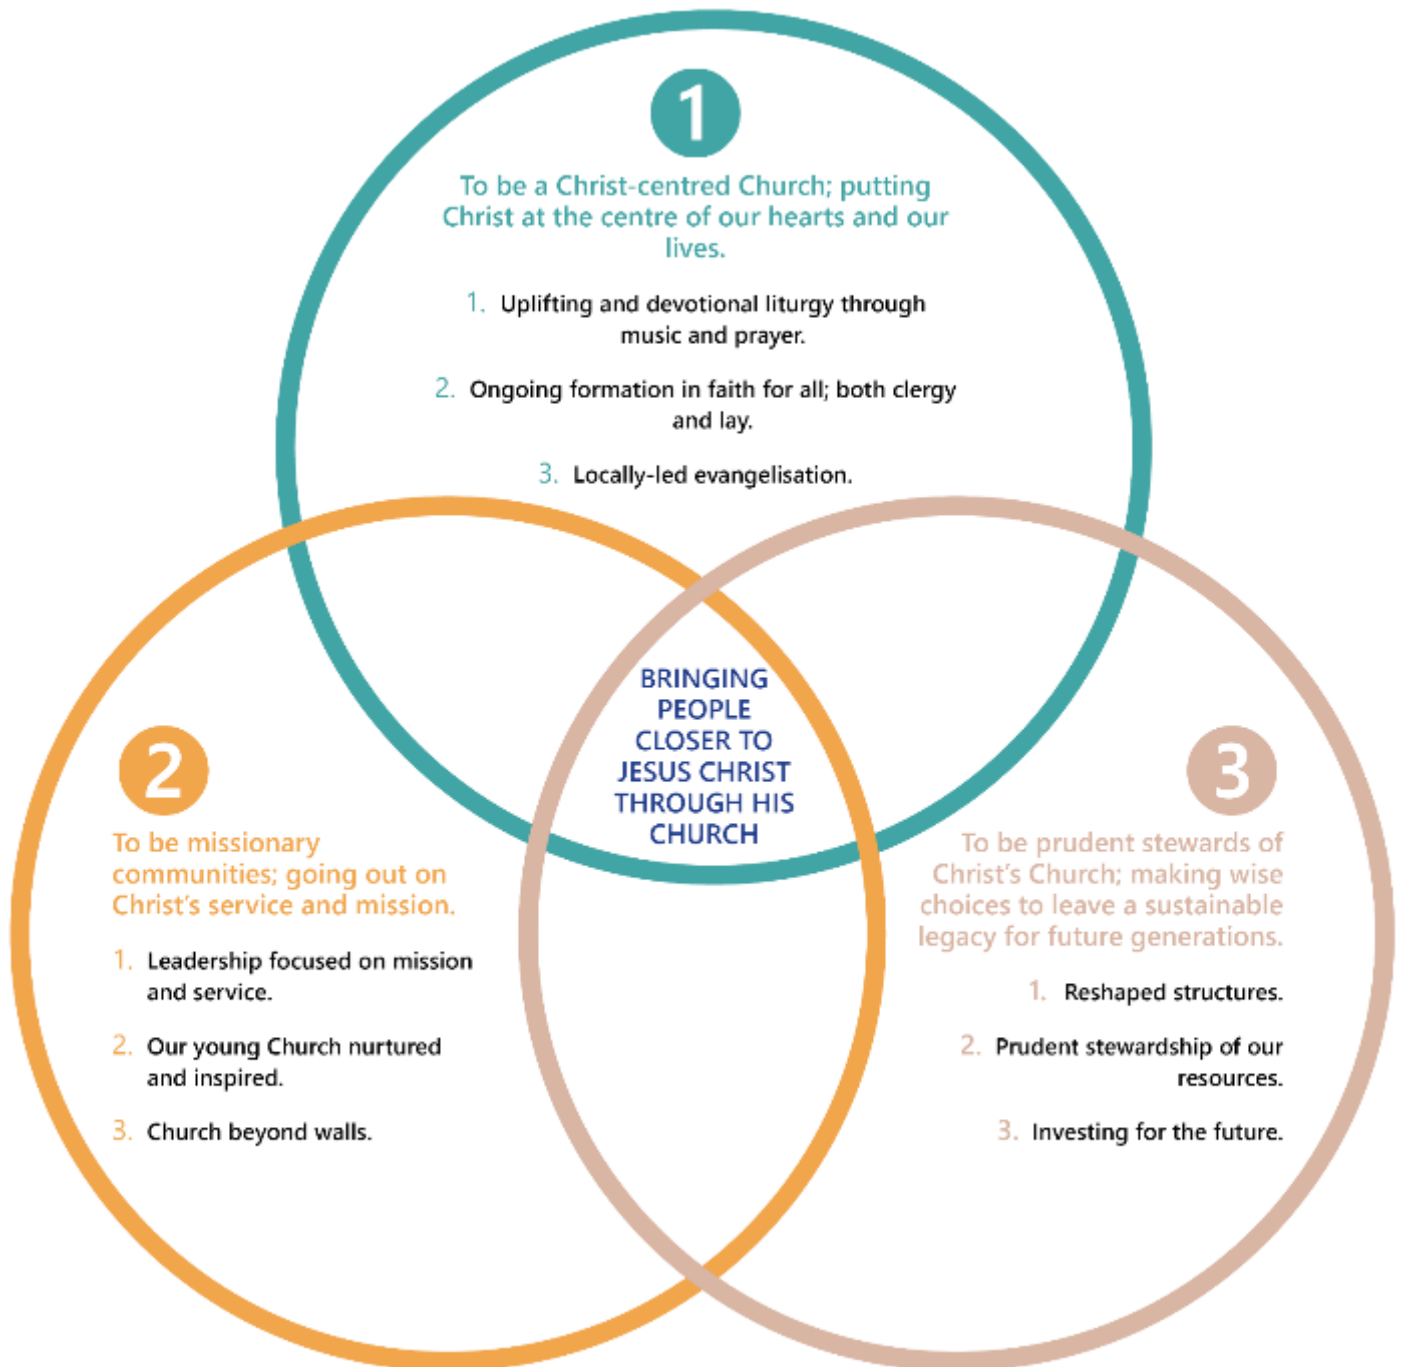 1
To be a Christ-centred Church; putting
Christ at the centre of our hearts and our
lives.
1. Uplifting and devotional liturgy through
music and prayer.
2. Ongoing formation in faith for all; both clergy
and lay.
3. Locally-led evangelisation.
BRINGING
PEOPLE
CLOSER TO
JESUS CHRIST
THROUGH HIS
CHURCH
2
To be missionary
communities; going out on
Christ's service and mission.
1. Leadership focused on mission
and service.
2. Our young Church nurtured
and inspired.
3. Church beyond walls.
3
To be prudent stewards of
Christ's Church; making wise
choices to leave a sustainable
legacy for future generations.
1. Reshaped structures.
2. Prudent stewardship of our
resources.
3. Investing for the future.